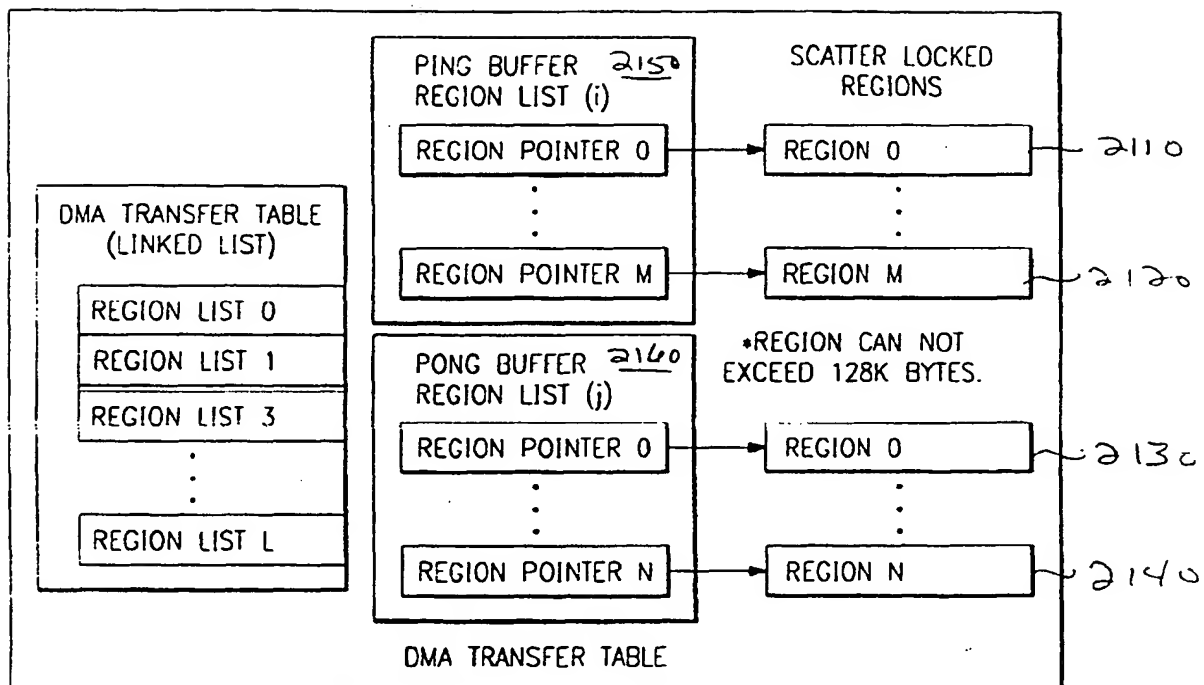 DMA TRANSFER TABLE
(LINKED LIST)
REGION LIST 0
REGION LIST 1
REGION LIST 3
REGION LIST L
PING BUFFER 2150
REGION LIST (i)
REGION POINTER 0
REGION POINTER M
PONG BUFFER 2160
REGION LIST (j)
REGION POINTER 0
REGION POINTER N
SCATTER LOCKED
REGIONS
REGION 0 2110
REGION M 2120
*REGION CAN NOT
EXCEED 128K BYTES.
REGION 0 2130
REGION N 2140
DMA TRANSFER TABLE